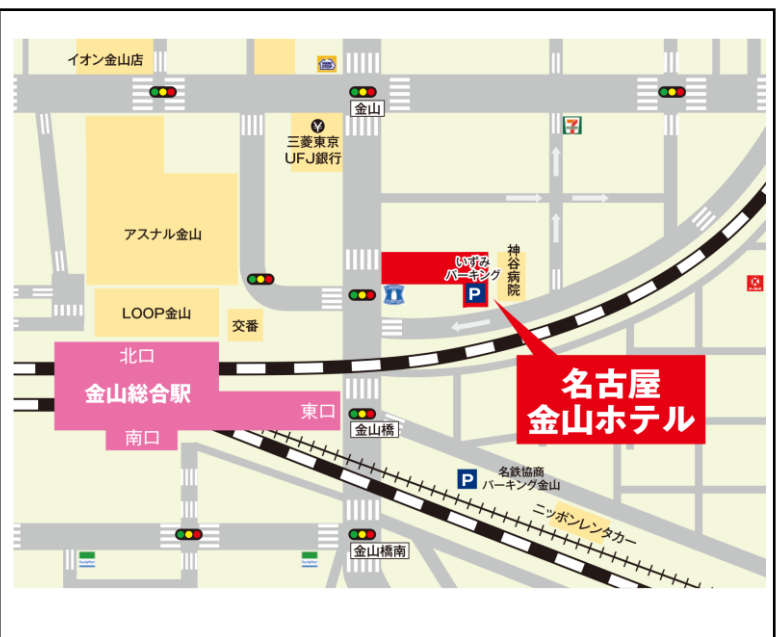 イオン金山店
金山
¥
三菱東京
UFJ銀行
7
アスナル金山
いずみ
パーキング
P
神谷病院
K
LOOP金山
交番
北口
金山総合駅
東口
南口
名古屋
金山ホテル
金山橋
P
名鉄協商
パーキング金山
ニッポンレンタカー
金山橋南